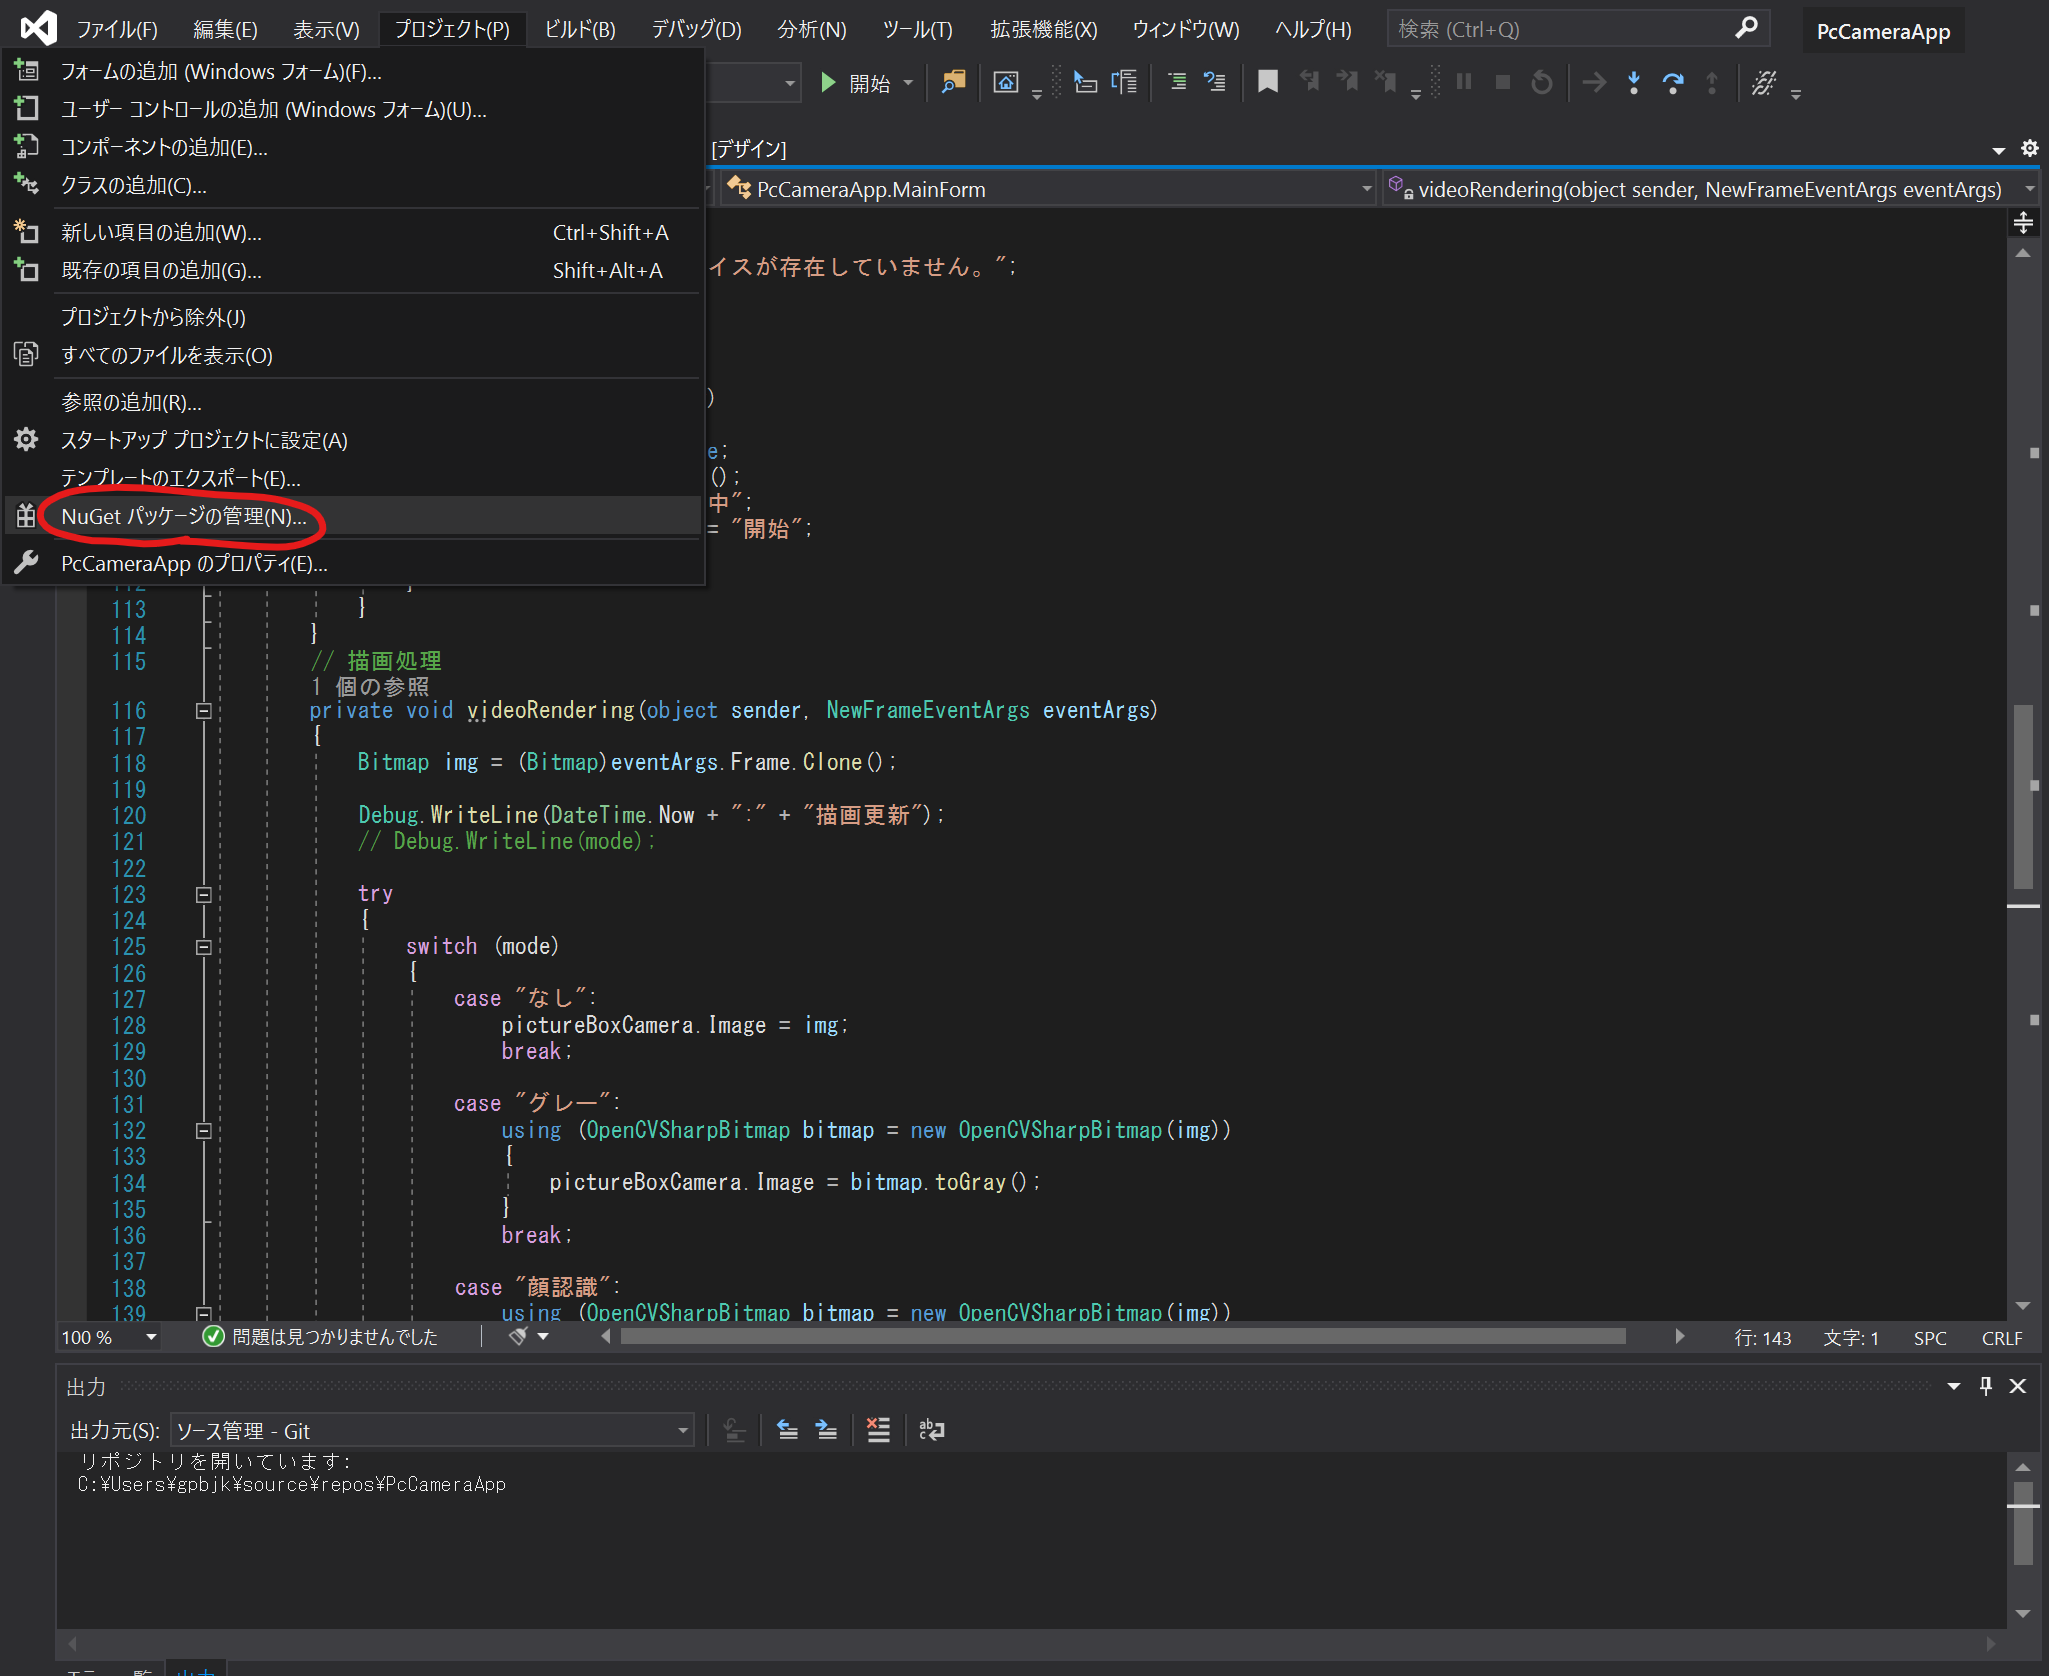 ファイル(F) 編集(E) 表示(V) プロジェクト(P) ビルド(B) デバッグ(D) 分析(N) ツール(T) 拡張機能(X) ウィンドウ(W) ヘルプ(H) 検索 (Ctrl+Q) PcCameraApp
フォームの追加 (Windows フォーム)(F)...
開始
ユーザー コントロールの追加 (Windows フォーム)(U)...
コンポーネントの追加(E)...
[デザイン]
クラスの追加(C)...
PcCameraApp.MainForm
videoRendering(object sender, NewFrameEventArgs eventArgs)
新しい項目の追加(W)... Ctrl+Shift+A
既存の項目の追加(G)... Shift+Alt+A
イスが存在していません。";
プロジェクトから除外(J)
すべてのファイルを表示(O)
参照の追加(R)...
)
スタートアップ プロジェクトに設定(A)
e;
テンプレートのエクスポート(E)...
();
中";
NuGet パッケージの管理(N)...
= "開始";
PcCameraApp のプロパティ(E)...
112 }
113 }
114 }
115 // 描画処理
1 個の参照
116 private void videoRendering(object sender, NewFrameEventArgs eventArgs)
117 {
118 Bitmap img = (Bitmap)eventArgs.Frame.Clone();
119
120 Debug.WriteLine(DateTime.Now + ":" + "描画更新");
121 // Debug.WriteLine(mode);
122
123 try
124 {
125 switch (mode)
126 {
127 case "なし":
128 pictureBoxCamera.Image = img;
129 break;
130
131 case "グレー":
132 using (OpenCVSharpBitmap bitmap = new OpenCVSharpBitmap(img))
133 {
134 pictureBoxCamera.Image = bitmap.toGray();
135 }
136 break;
137
138 case "顔認識":
139 using (OpenCVSharpBitmap bitmap = new OpenCVSharpBitmap(img))
100 % 問題は見つかりませんでした 行: 143 文字: 1 SPC CRLF
出力
出力元(S): ソース管理 - Git
リポジトリを開いています:
C:¥Users¥gpbjk¥source¥repos¥PcCameraApp
出力